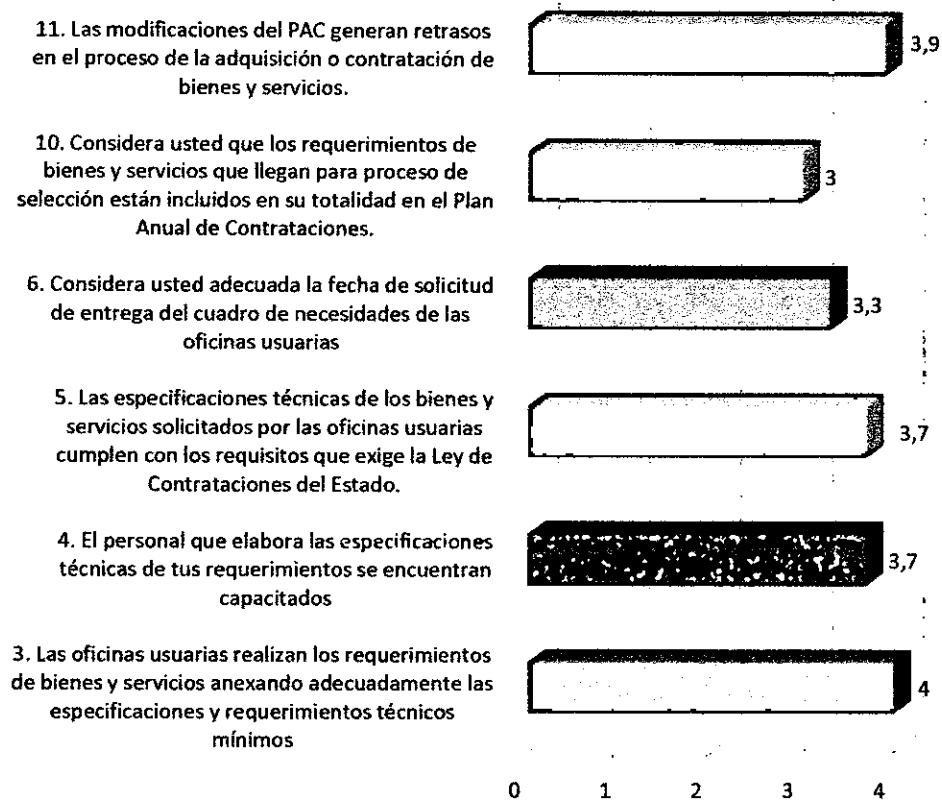 11. Las modificaciones del PAC generan retrasos
en el proceso de la adquisición o contratación de
bienes y servicios.
3,9
10. Considera usted que los requerimientos de
bienes y servicios que llegan para proceso de
selección están incluidos en su totalidad en el Plan
Anual de Contrataciones.
3
6. Considera usted adecuada la fecha de solicitud
de entrega del cuadro de necesidades de las
oficinas usuarias
3,3
5. Las especificaciones técnicas de los bienes y
servicios solicitados por las oficinas usuarias
cumplen con los requisitos que exige la Ley de
Contrataciones del Estado.
3,7
4. El personal que elabora las especificaciones
técnicas de tus requerimientos se encuentran
capacitados
3,7
3. Las oficinas usuarias realizan los requerimientos
de bienes y servicios anexando adecuadamente las
especificaciones y requerimientos técnicos
mínimos
4
0 1 2 3 4